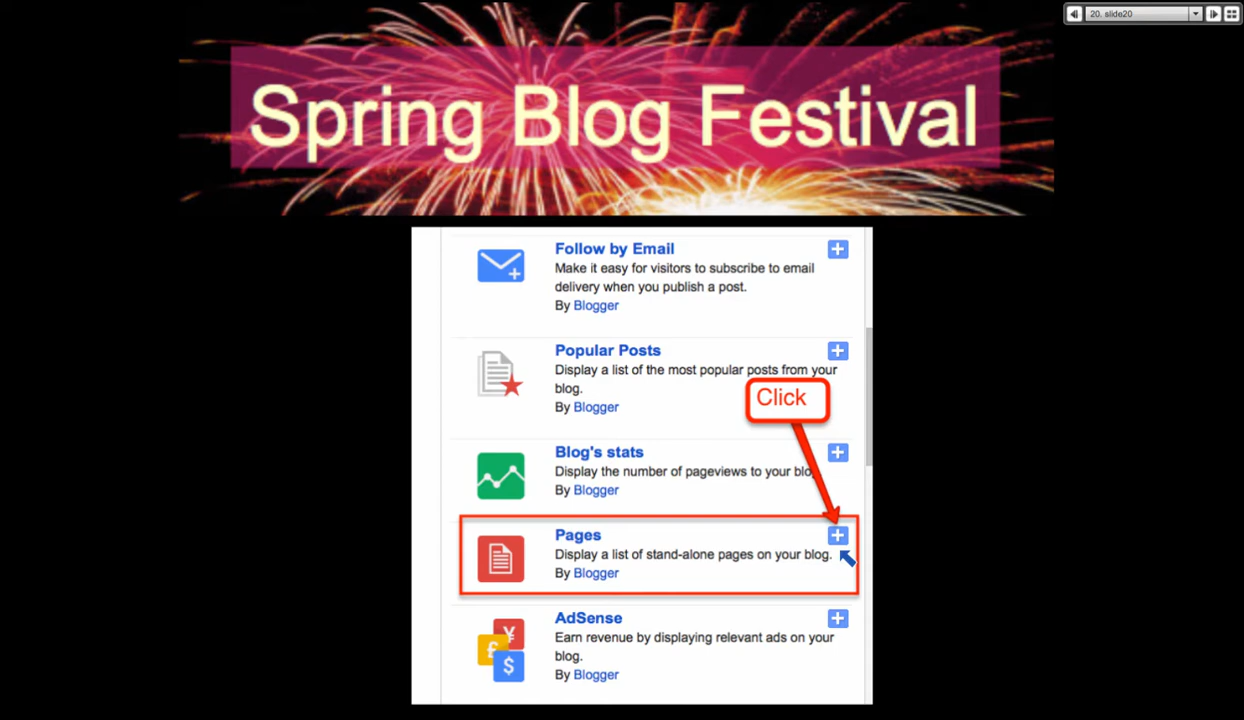 20. slide20
Spring Blog Festival
Follow by Email
Make it easy for visitors to subscribe to email
delivery when you publish a post.
By Blogger
Popular Posts
Display a list of the most popular posts from your
blog.
By Blogger
Click
Blog's stats
Display the number of pageviews to your blog.
By Blogger
Pages
Display a list of stand-alone pages on your blog.
By Blogger
AdSense
Earn revenue by displaying relevant ads on your
blog.
By Blogger
¥
£
$